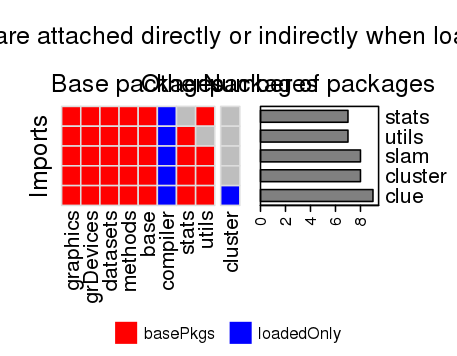 are attached directly or indirectly when loa
Base packages Other packages Number of packages
Imports
stats
utils
slam
cluster
clue
graphics
grDevices
datasets
methods
base
compiler
stats
utils
cluster
0 2 4 6 8
basePkgs loadedOnly